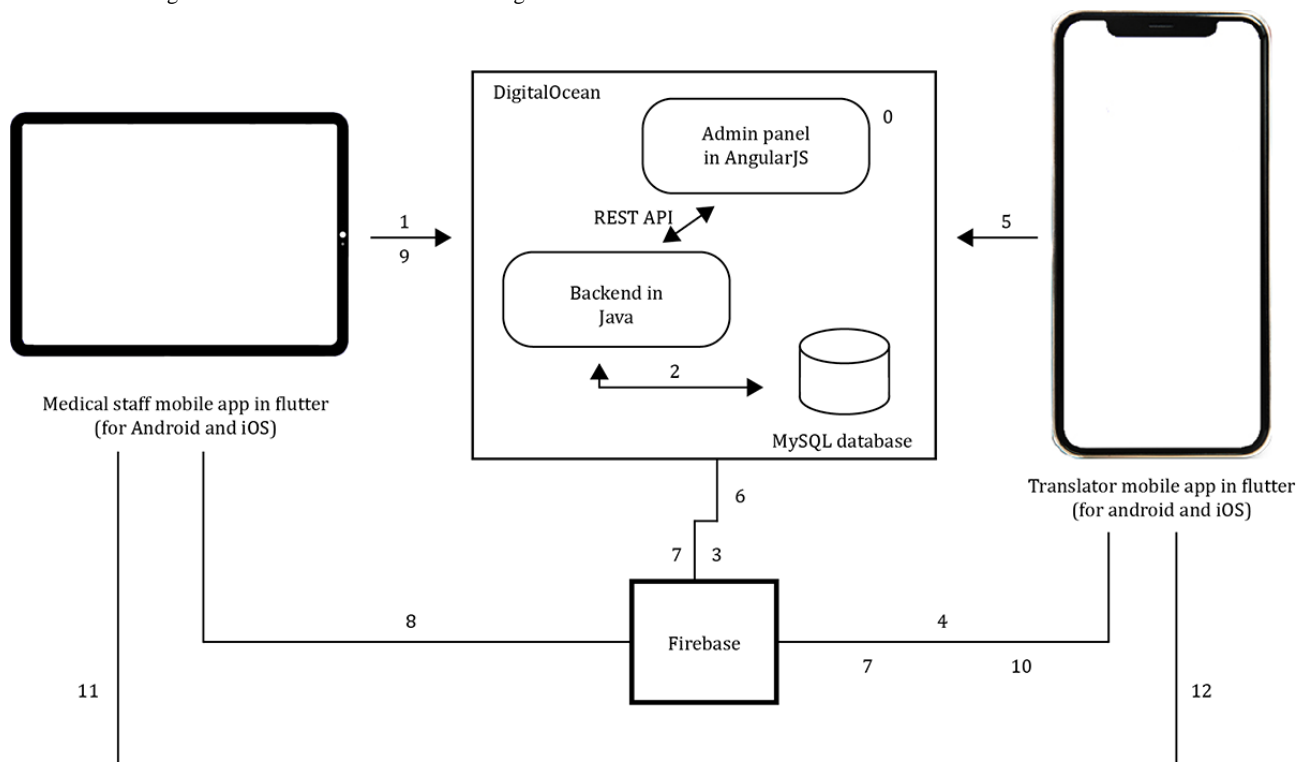 DigitalOcean
0
Admin panel
in AngularJS
REST API
1
9
5
Backend in
Java
2
MySQL database
Medical staff mobile app in flutter
(for Android and iOS)
Translator mobile app in flutter
(for android and iOS)
6
7
3
8
Firebase
4
7
10
11
12